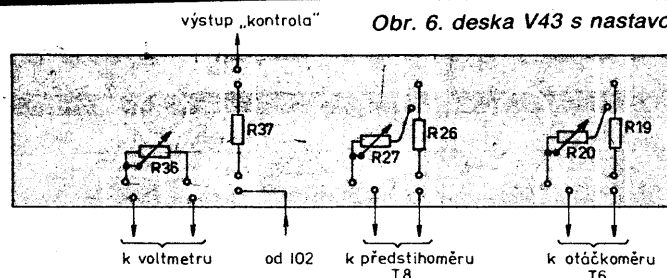 výstup „kontrola“
Obr. 6. deska V43 s nastavo
R37
R26
R19
R36
R27
R20
k voltmetru
od IO2
k předstihoměru
T8
k otáčkoměru
T6